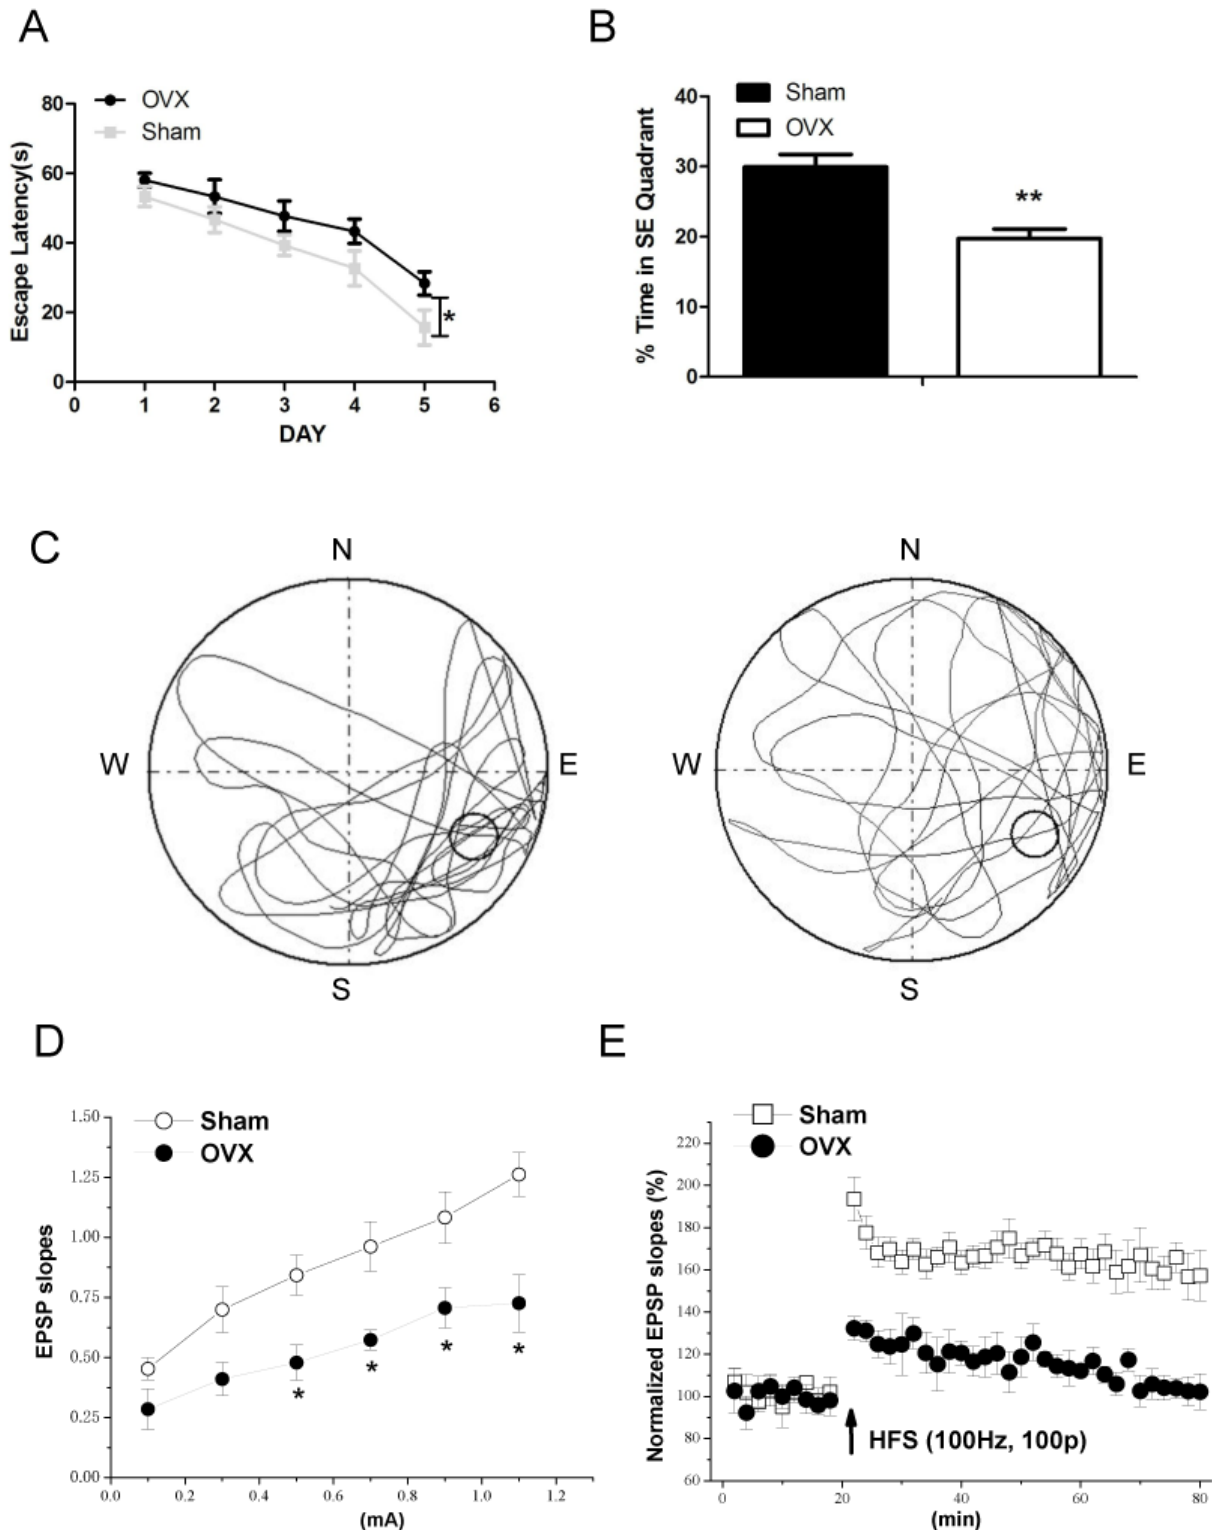 A
B
OVX
Sham
80
60
40
20
0
Escape Latency(s)
*
0 1 2 3 4 5 6
DAY
Sham
OVX
40
30
20
10
0
% Time in SE Quadrant
**
C
N
W
E
S
N
W
E
S
D
E
Sham
OVX
1.50
1.25
1.00
0.75
0.50
0.25
0.00
EPSP slopes
* * * *
0.0 0.2 0.4 0.6 0.8 1.0 1.2
(mA)
Sham
OVX
220
200
180
160
140
120
100
80
60
Normalized EPSP slopes (%)
HFS (100Hz, 100p)
0 20 40 60 80
(min)